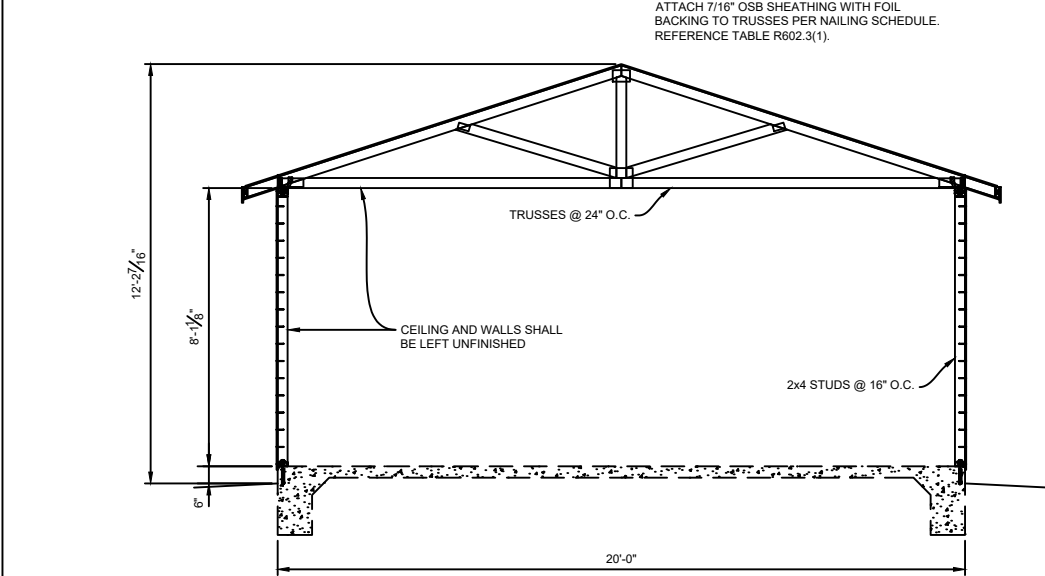 ATTACH 7/16" OSB SHEATHING WITH FOIL
BACKING TO TRUSSES PER NAILING SCHEDULE.
REFERENCE TABLE R602.3(1).
TRUSSES @ 24" O.C.
12'-2 7/16"
8'-1 1/8"
CEILING AND WALLS SHALL
BE LEFT UNFINISHED
2x4 STUDS @ 16" O.C.
6"
20'-0"